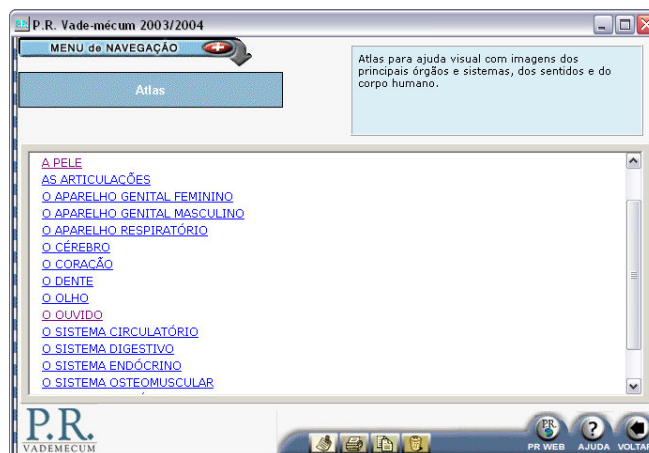 P.R. Vade-mécum 2003/2004
MENU de NAVEGAÇÃO
Atlas
Atlas para ajuda visual com imagens dos
principais órgãos e sistemas, dos sentidos e do
corpo humano.
A PELE
AS ARTICULAÇÕES
O APARELHO GENITAL FEMININO
O APARELHO GENITAL MASCULINO
O APARELHO RESPIRATÓRIO
O CÉREBRO
O CORAÇÃO
O DENTE
O OLHO
O OUVIDO
O SISTEMA CIRCULATÓRIO
O SISTEMA DIGESTIVO
O SISTEMA ENDÓCRINO
O SISTEMA OSTEOMUSCULAR
P.R.
VADEMECUM
PR
?
PR WEB AJUDA VOLTAR